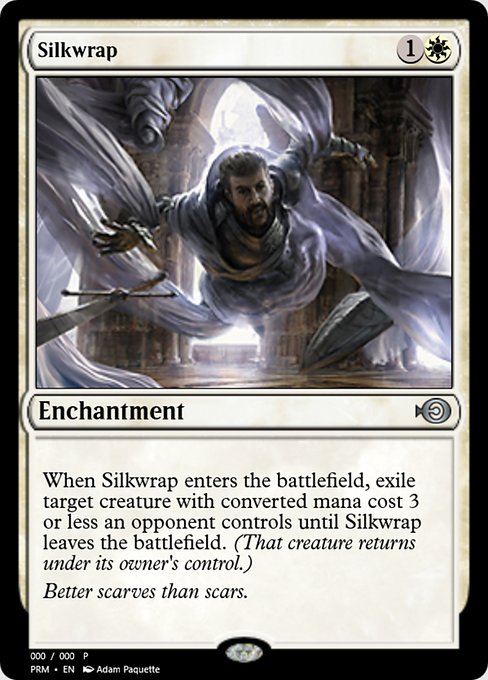 Silkwrap 1
Enchantment
When Silkwrap enters the battlefield, exile
target creature with converted mana cost 3
or less an opponent controls until Silkwrap
leaves the battlefield. (That creature returns
under its owner's control.)
Better scarves than scars.
000 / 000 P
PRM • EN Adam Paquette